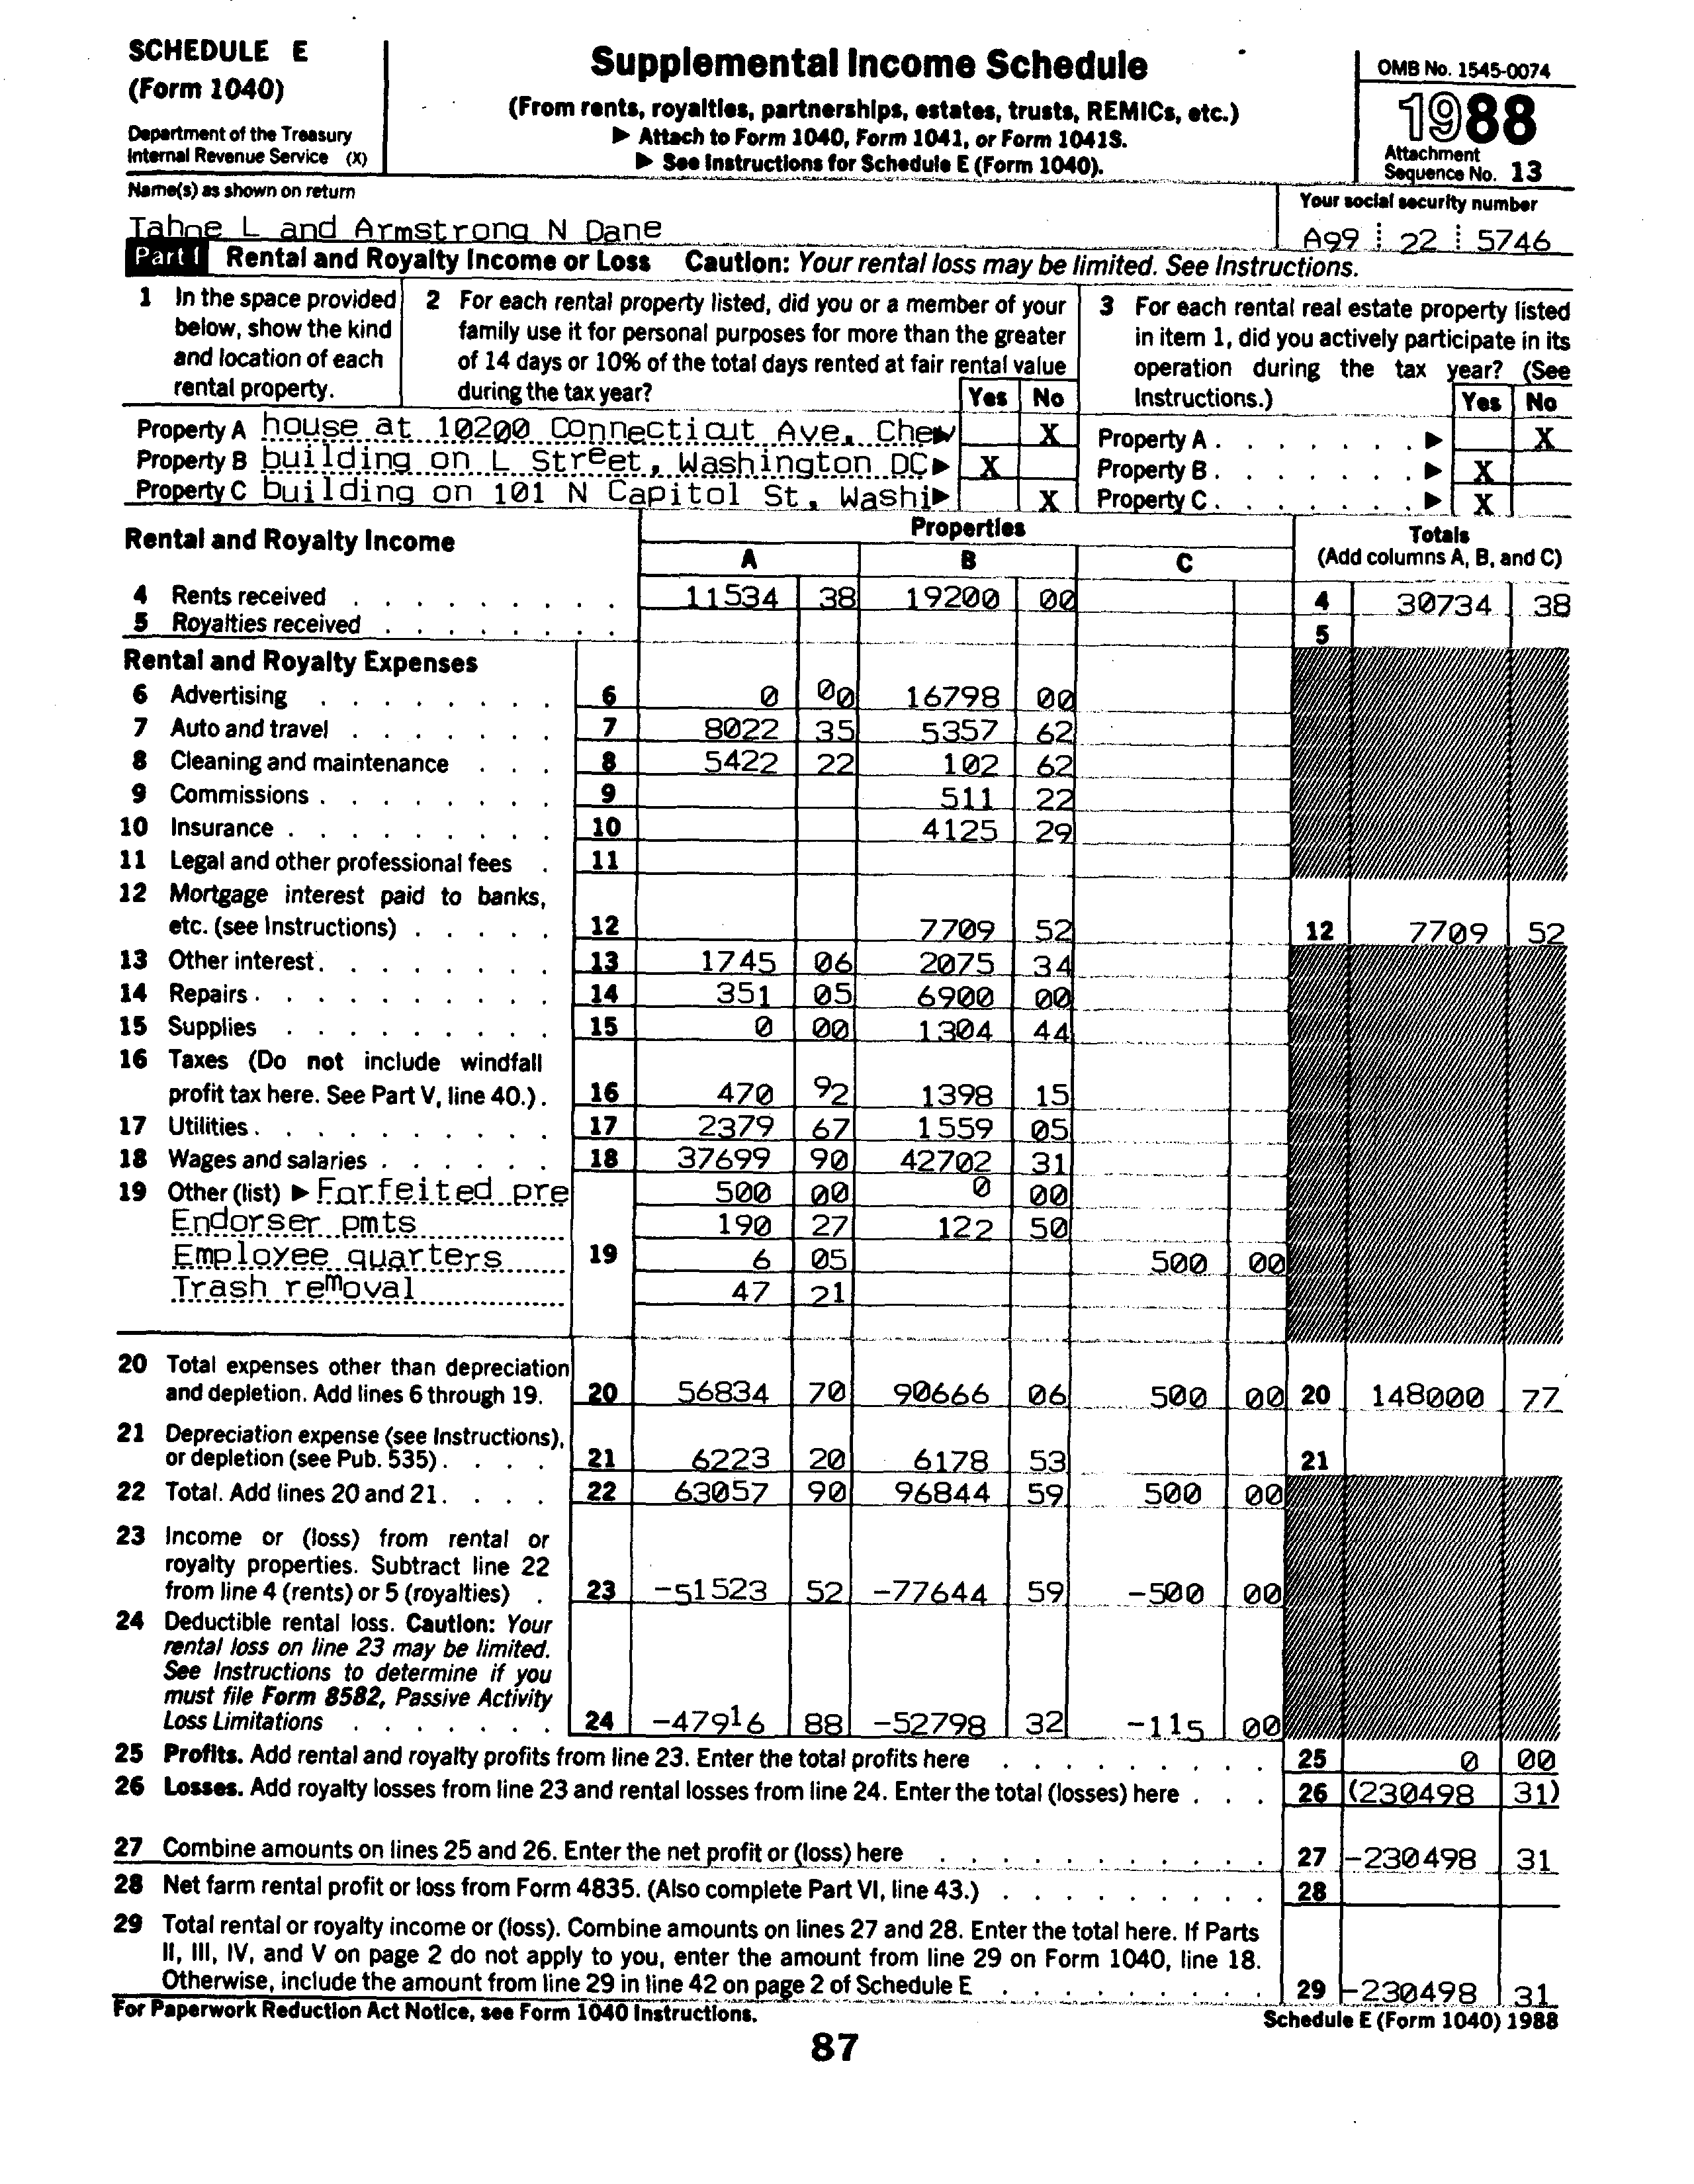 SCHEDULE E
(Form 1040)
Department of the Treasury
Internal Revenue Service (X)
Supplemental Income Schedule
(From rents, royalties, partnerships, estates, trusts, REMICs, etc.)
▶ Attach to Form 1040, Form 1041, or Form 1041S.
▶ See Instructions for Schedule E (Form 1040).
OMB No. 1545-0074
1988
Attachment
Sequence No. 13
Name(s) as shown on return
Your social security number
Tahne L and Armstrong N Dane
A99 22 5746
Part I Rental and Royalty Income or Loss Caution: Your rental loss may be limited. See Instructions.
1 In the space provided below, show the kind and location of each rental property.
2 For each rental property listed, did you or a member of your family use it for personal purposes for more than the greater of 14 days or 10% of the total days rented at fair rental value during the tax year? Yes No
3 For each rental real estate property listed in item 1, did you actively participate in its operation during the tax year? (See Instructions.) Yes No
Property A house at 10200 Connecticut Ave, Chev X Property A ▶ X
Property B building on L Street, Washington DC▶ X Property B ▶ X
Property C building on 101 N Capitol St, Washi▶ X Property C ▶ X
Rental and Royalty Income Properties Totals
A B C (Add columns A, B, and C)
4 Rents received 11534 38 19200 00 4 30734 38
5 Royalties received 5
Rental and Royalty Expenses
6 Advertising 6 0 00 16798 00
7 Auto and travel 7 8022 35 5357 62
8 Cleaning and maintenance 8 5422 22 102 62
9 Commissions 9 511 22
10 Insurance 10 4125 29
11 Legal and other professional fees 11
12 Mortgage interest paid to banks,
etc. (see Instructions) 12 7709 52 12 7709 52
13 Other interest 13 1745 06 2075 34
14 Repairs 14 351 05 6900 00
15 Supplies 15 0 00 1304 44
16 Taxes (Do not include windfall
profit tax here. See Part V, line 40.) 16 470 92 1398 15
17 Utilities 17 2379 67 1559 05
18 Wages and salaries 18 37699 90 42702 31
19 Other (list) ▶ Forfeited pre 500 00 0 00
Endorser pmts 190 27 122 50
Employee quarters 19 6 05 500 00
Trash removal 47 21
20 Total expenses other than depreciation
and depletion. Add lines 6 through 19. 20 56834 70 90666 06 500 00 20 148000 77
21 Depreciation expense (see Instructions),
or depletion (see Pub. 535) 21 6223 20 6178 53 21
22 Total. Add lines 20 and 21 22 63057 90 96844 59 500 00
23 Income or (loss) from rental or
royalty properties. Subtract line 22
from line 4 (rents) or 5 (royalties) 23 -51523 52 -77644 59 -500 00
24 Deductible rental loss. Caution: Your
rental loss on line 23 may be limited.
See Instructions to determine if you
must file Form 8582, Passive Activity
Loss Limitations 24 -47916 88 -52798 32 -115 00
25 Profits. Add rental and royalty profits from line 23. Enter the total profits here 25 0 00
26 Losses. Add royalty losses from line 23 and rental losses from line 24. Enter the total (losses) here 26 (230498 31)
27 Combine amounts on lines 25 and 26. Enter the net profit or (loss) here 27 -230498 31
28 Net farm rental profit or loss from Form 4835. (Also complete Part VI, line 43.) 28
29 Total rental or royalty income or (loss). Combine amounts on lines 27 and 28. Enter the total here. If Parts
II, III, IV, and V on page 2 do not apply to you, enter the amount from line 29 on Form 1040, line 18.
Otherwise, include the amount from line 29 in line 42 on page 2 of Schedule E 29 -230498 31
For Paperwork Reduction Act Notice, see Form 1040 Instructions. Schedule E (Form 1040) 1988
87